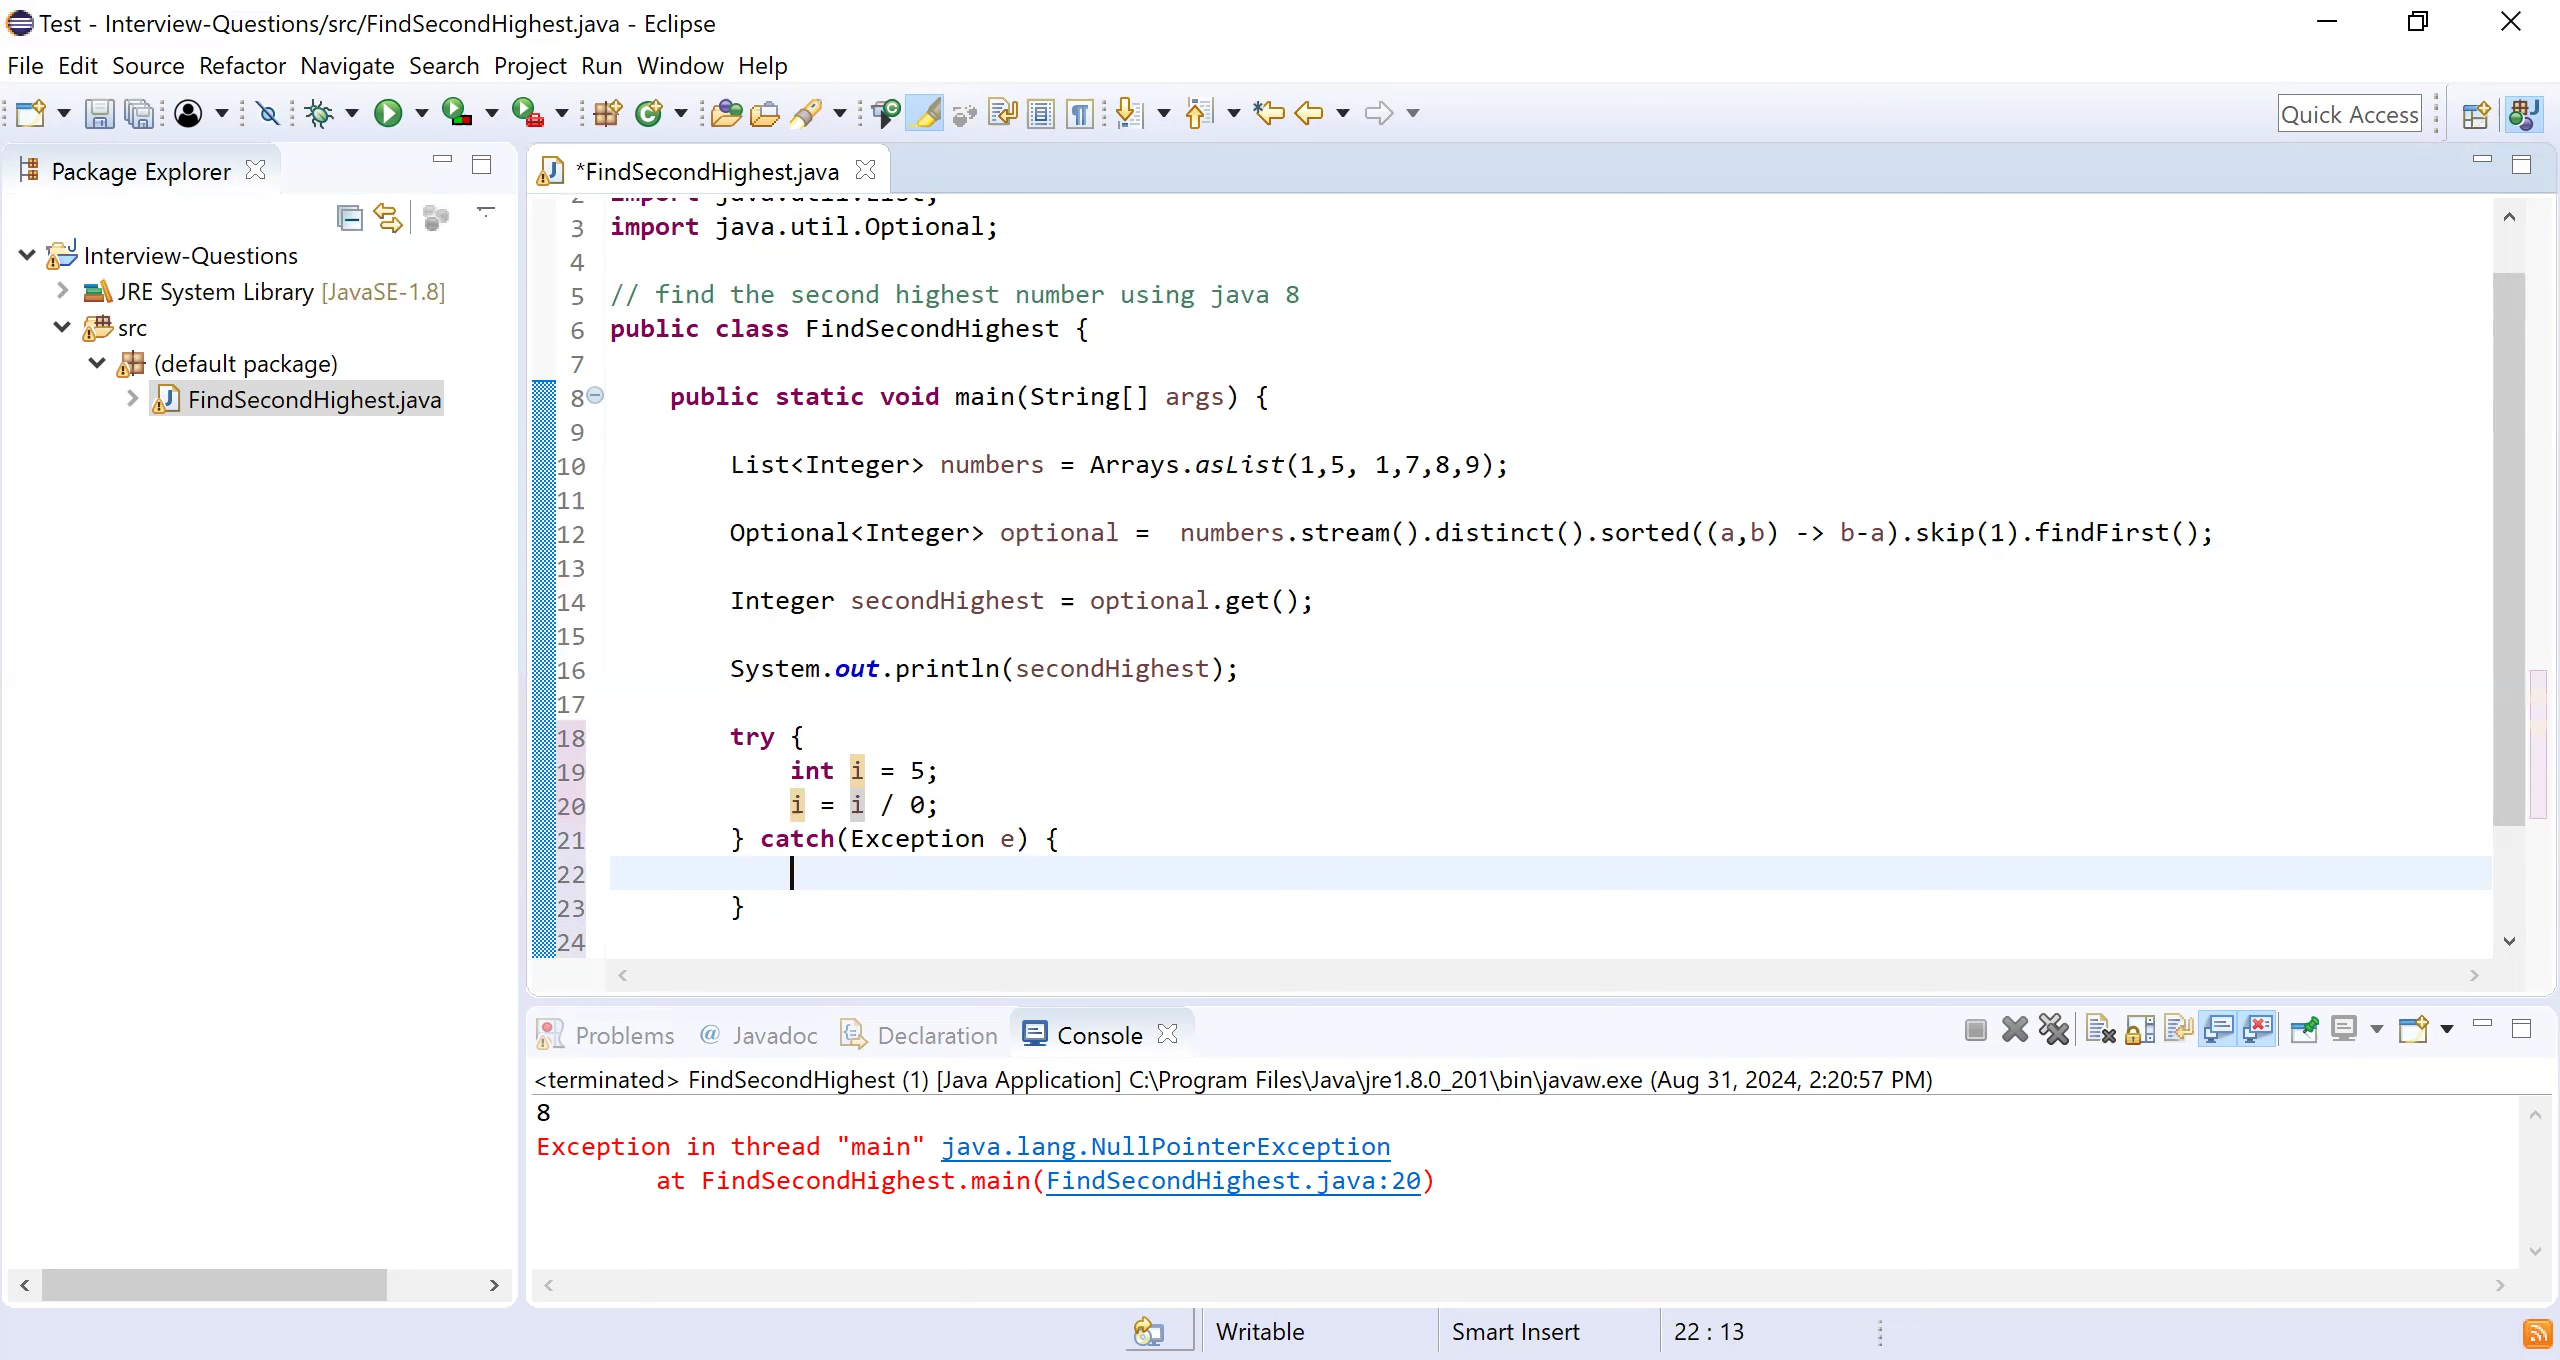 Test - Interview-Questions/src/FindSecondHighest.java - Eclipse
File Edit Source Refactor Navigate Search Project Run Window Help
Quick Access
Package Explorer
*FindSecondHighest.java
Interview-Questions
JRE System Library [JavaSE-1.8]
src
(default package)
FindSecondHighest.java
2 import java.util.List;
3 import java.util.Optional;
4
5 // find the second highest number using java 8
6 public class FindSecondHighest {
7
8 public static void main(String[] args) {
9
10 List<Integer> numbers = Arrays.asList(1,5, 1,7,8,9);
11
12 Optional<Integer> optional =  numbers.stream().distinct().sorted((a,b) -> b-a).skip(1).findFirst();
13
14 Integer secondHighest = optional.get();
15
16 System.out.println(secondHighest);
17
18 try {
19 int i = 5;
20 i = i / 0;
21 } catch(Exception e) {
22
23 }
24
Problems @ Javadoc Declaration Console
<terminated> FindSecondHighest (1) [Java Application] C:\Program Files\Java\jre1.8.0_201\bin\javaw.exe (Aug 31, 2024, 2:20:57 PM)
8
Exception in thread "main" java.lang.NullPointerException
at FindSecondHighest.main(FindSecondHighest.java:20)
Writable Smart Insert 22 : 13